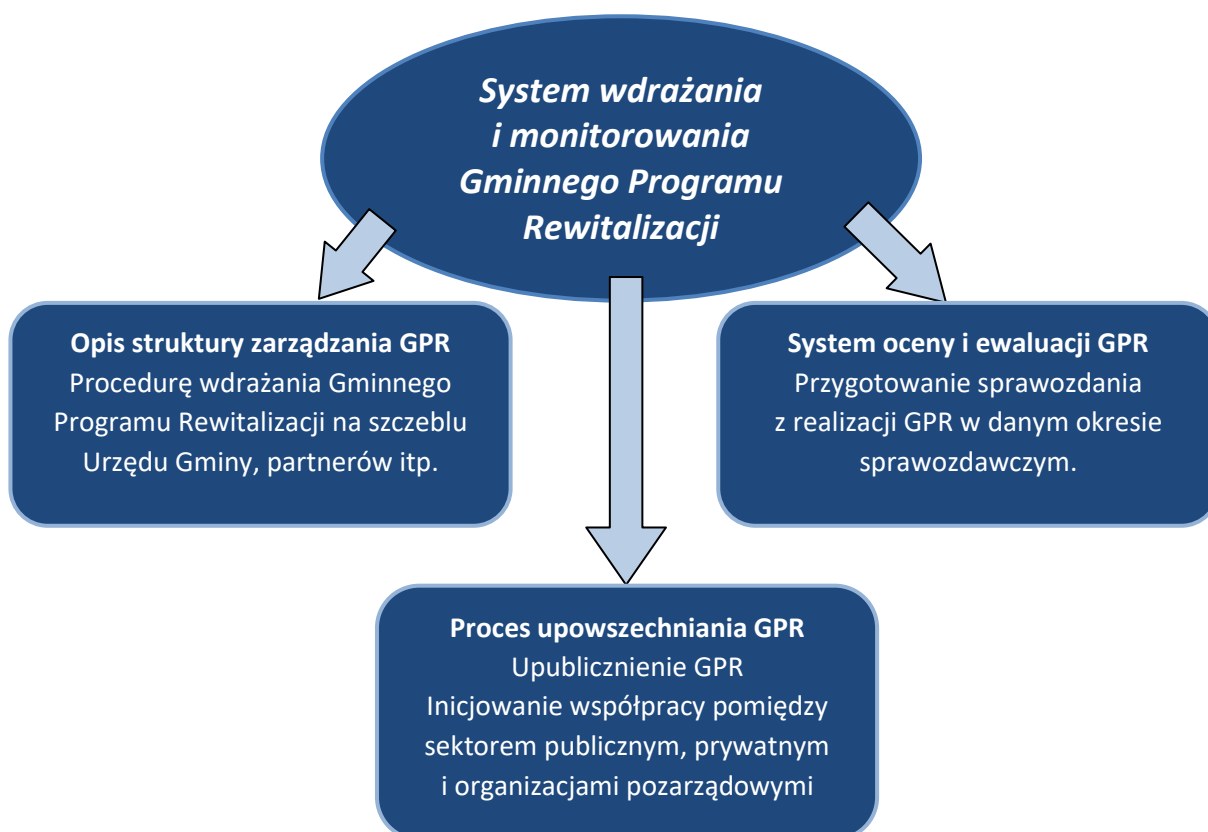 System wdrażania
i monitorowania
Gminnego Programu
Rewitalizacji
Opis struktury zarządzania GPR
Procedurę wdrażania Gminnego
Programu Rewitalizacji na szczeblu
Urzędu Gminy, partnerów itp.
System oceny i ewaluacji GPR
Przygotowanie sprawozdania
z realizacji GPR w danym okresie
sprawozdawczym.
Proces upowszechniania GPR
Upublicznienie GPR
Inicjowanie współpracy pomiędzy
sektorem publicznym, prywatnym
i organizacjami pozarządowymi